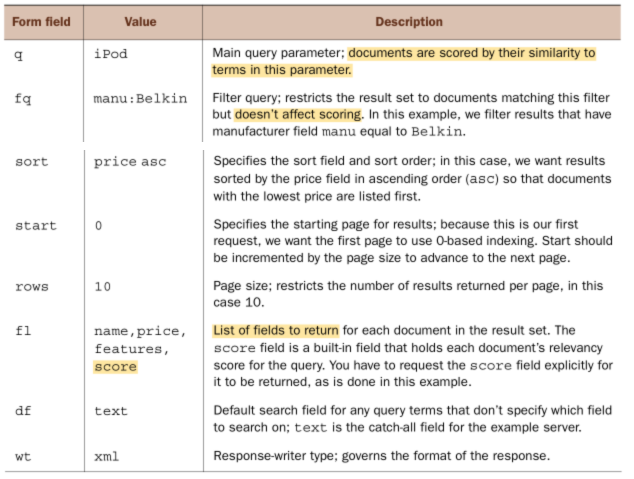 Form field Value Description
q iPod Main query parameter; documents are scored by their similarity to
terms in this parameter.
fq manu:Belkin Filter query; restricts the result set to documents matching this filter
but doesn't affect scoring. In this example, we filter results that have
manufacturer field manu equal to Belkin.
sort price asc Specifies the sort field and sort order; in this case, we want results
sorted by the price field in ascending order (asc) so that documents
with the lowest price are listed first.
start 0 Specifies the starting page for results; because this is our first
request, we want the first page to use 0-based indexing. Start should
be incremented by the page size to advance to the next page.
rows 10 Page size; restricts the number of results returned per page, in this
case 10.
fl name,price, List of fields to return for each document in the result set. The
features, score field is a built-in field that holds each document's relevancy
score score for the query. You have to request the score field explicitly for
it to be returned, as is done in this example.
df text Default search field for any query terms that don't specify which field
to search on; text is the catch-all field for the example server.
wt xml Response-writer type; governs the format of the response.